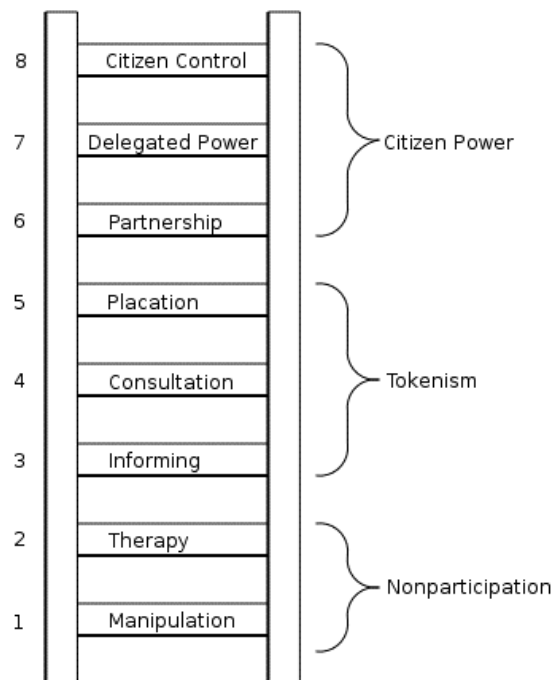 8 Citizen Control
7 Delegated Power
Citizen Power
6 Partnership
5 Placation
4 Consultation
Tokenism
3 Informing
2 Therapy
Nonparticipation
1 Manipulation